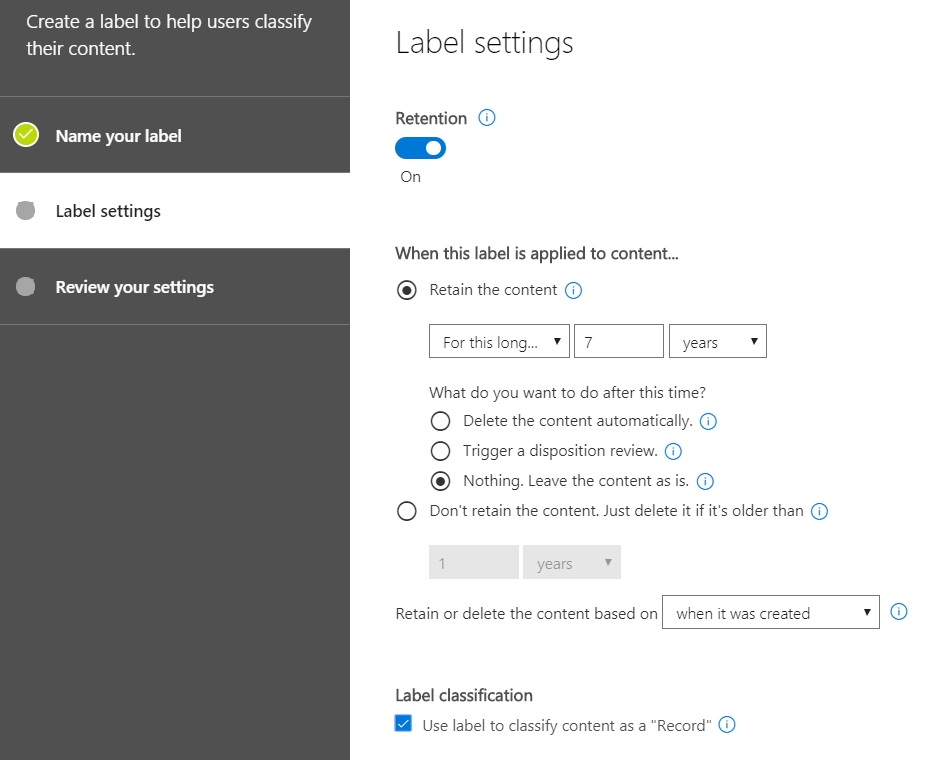 Create a label to help users classify
their content.
Name your label
Label settings
Review your settings
Label settings
Retention
On
When this label is applied to content...
Retain the content
For this long... 7 years
What do you want to do after this time?
Delete the content automatically.
Trigger a disposition review.
Nothing. Leave the content as is.
Don't retain the content. Just delete it if it's older than
1 years
Retain or delete the content based on when it was created
Label classification
Use label to classify content as a "Record"